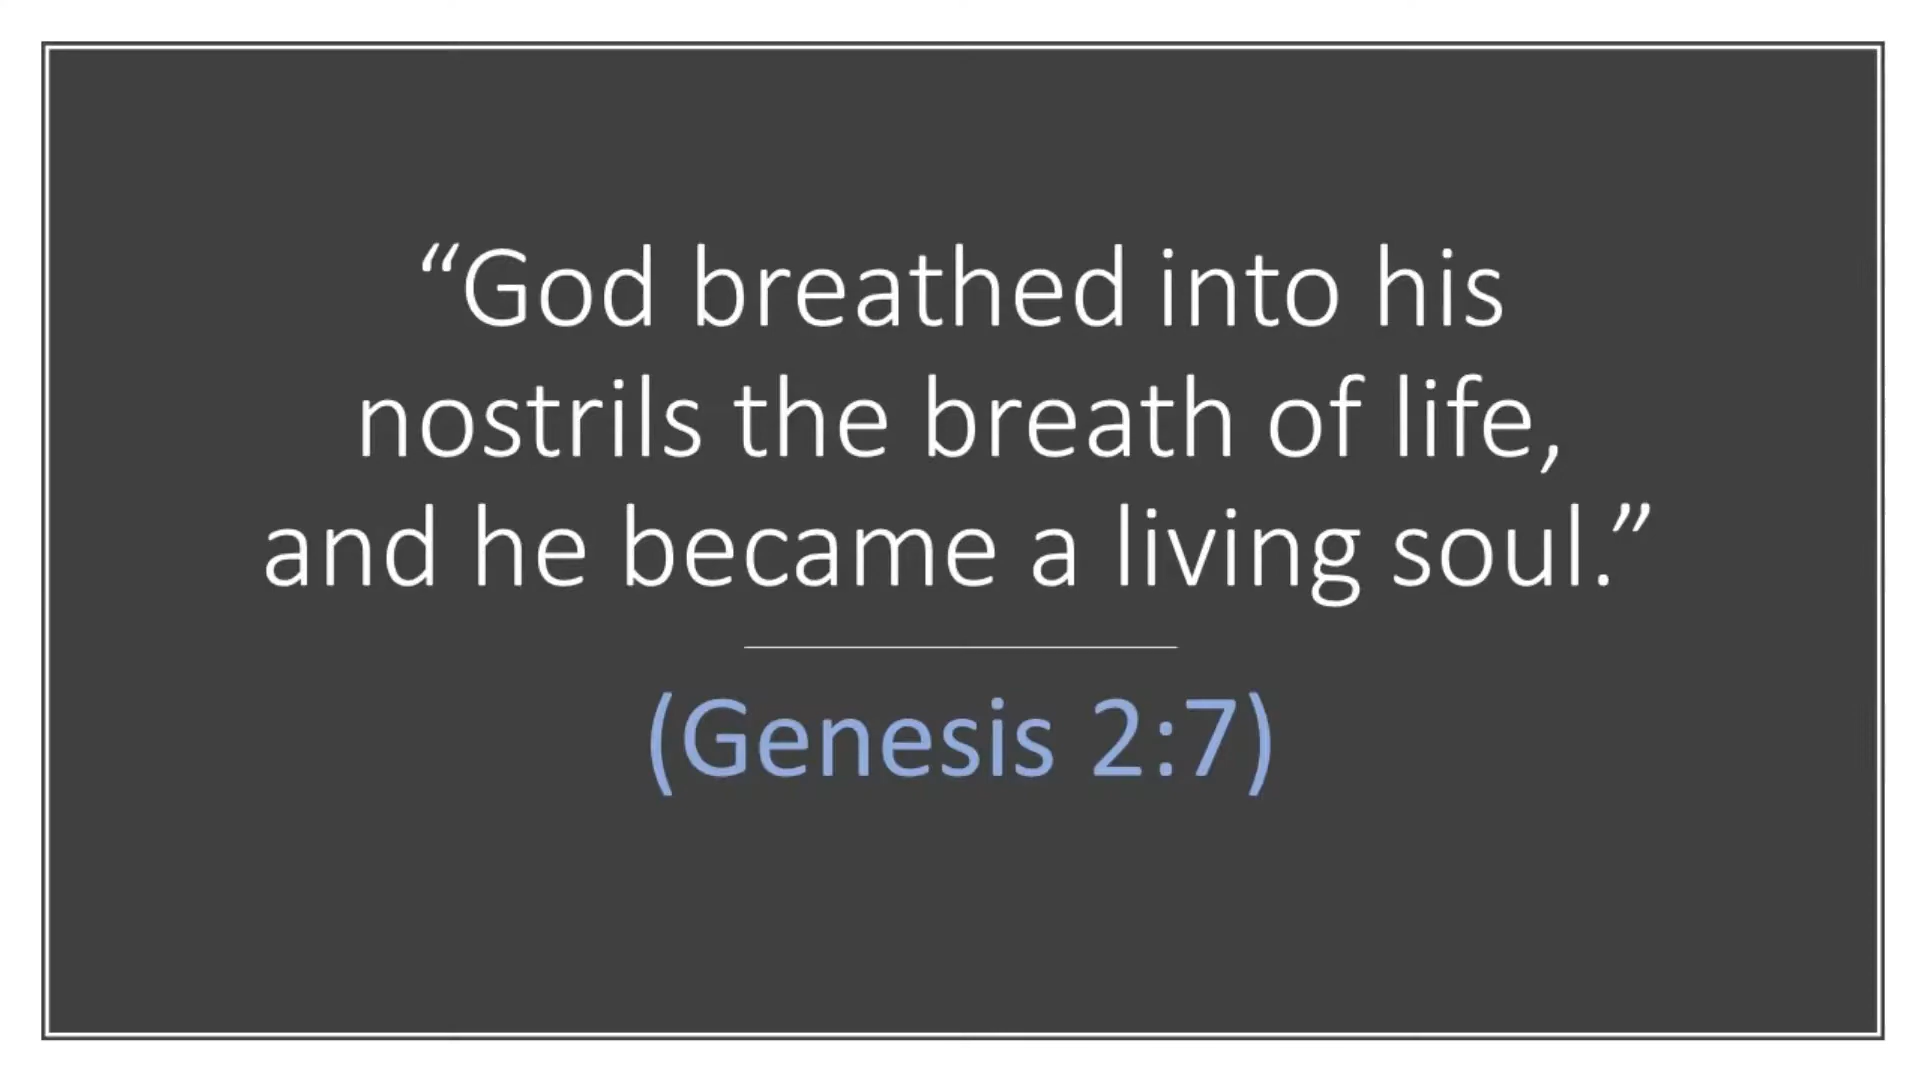 “God breathed into his
nostrils the breath of life,
and he became a living soul.”
(Genesis 2:7)